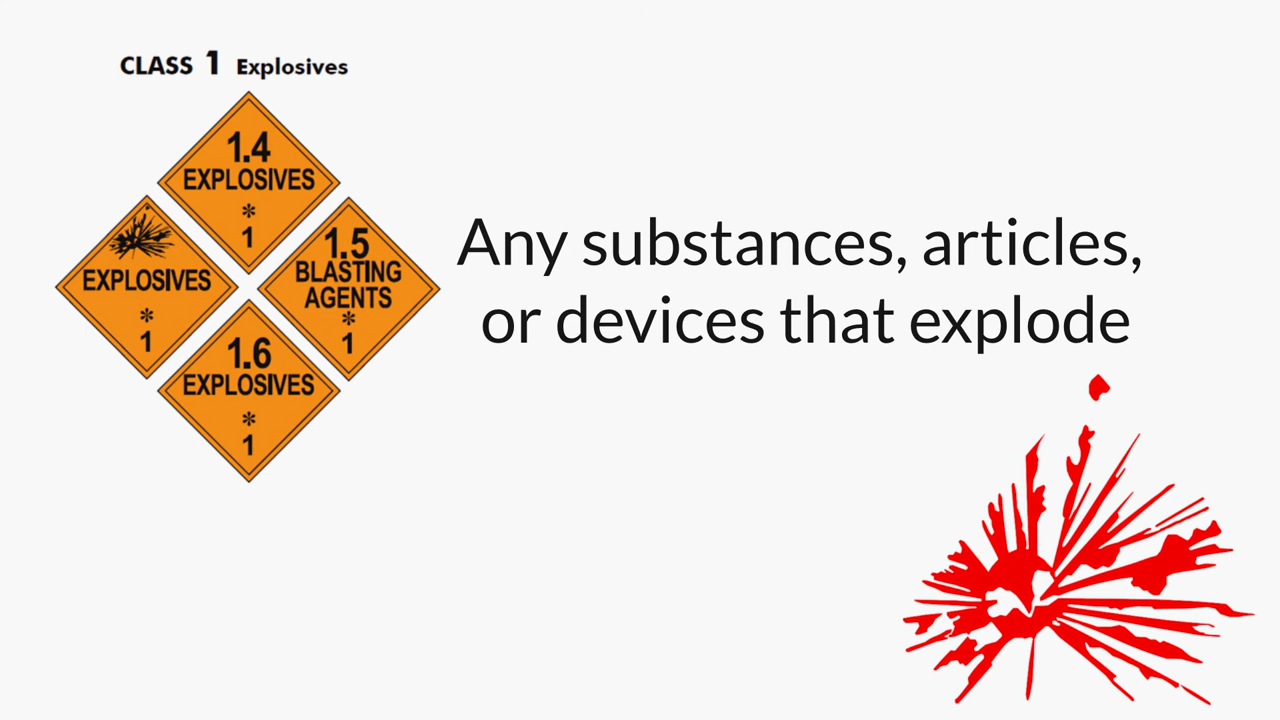 CLASS 1 Explosives
1.4
EXPLOSIVES
*
1
EXPLOSIVES
*
1
1.5
BLASTING
AGENTS
*
1
1.6
EXPLOSIVES
*
1
Any substances, articles,
or devices that explode